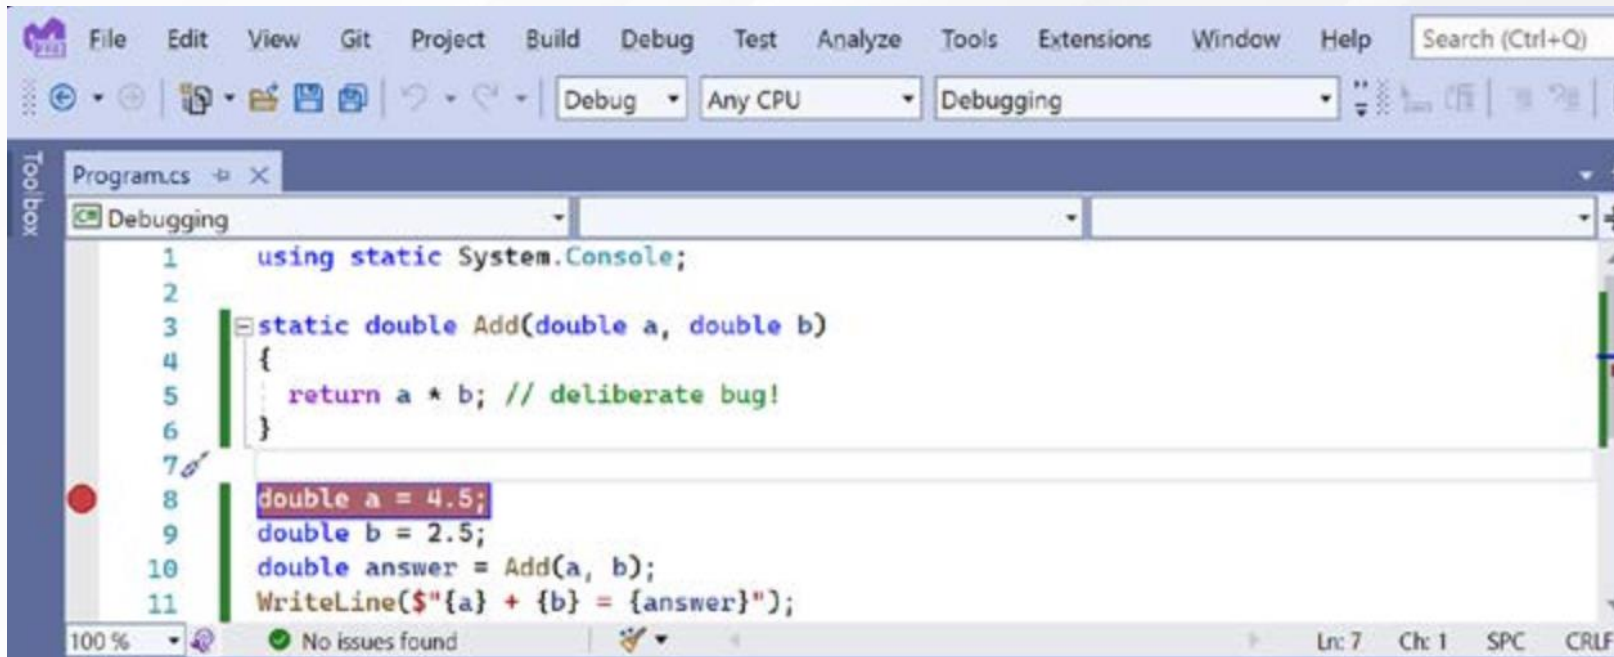 File Edit View Git Project Build Debug Test Analyze Tools Extensions Window Help Search (Ctrl+Q)
Debug Any CPU Debugging
Toolbox
Program.cs
C# Debugging
1 using static System.Console;
2
3 static double Add(double a, double b)
4 {
5 return a * b; // deliberate bug!
6 }
7
8 double a = 4.5;
9 double b = 2.5;
10 double answer = Add(a, b);
11 WriteLine($"{a} + {b} = {answer}");
100 % No issues found Ln: 7 Ch: 1 SPC CRLF